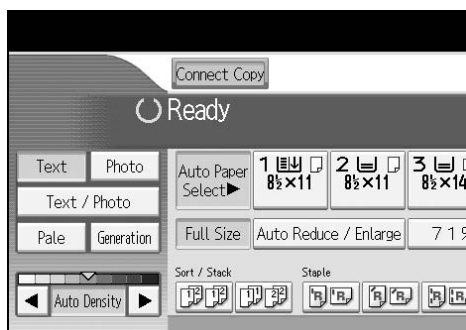 Connect Copy
Ready
Text Photo
Text / Photo
Pale Generation
Auto Density
Auto Paper Select▶
1 8½×11
2 8½×11
3 8½×14
Full Size Auto Reduce / Enlarge 71%
Sort / Stack Staple